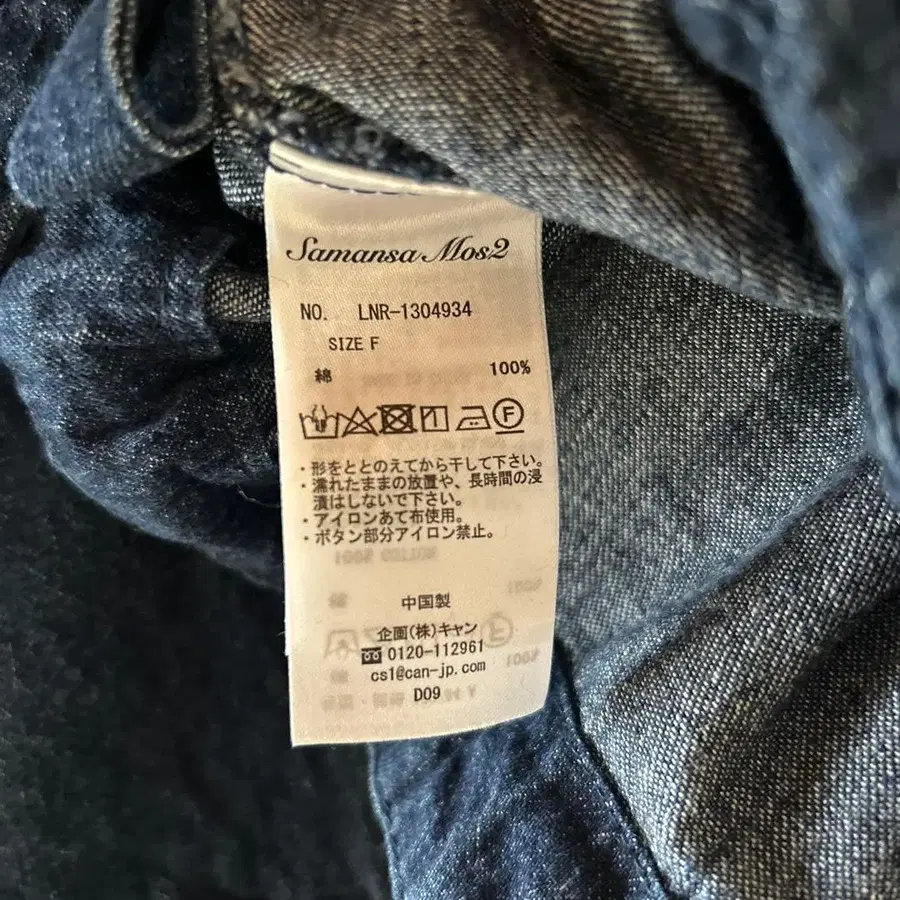 Samansa Mos2
NO. LNR-1304934
SIZE F
綿 100%
F
・形をととのえてから干して下さい。
・濡れたままの放置や、長時間の浸
漬はしないで下さい。
・アイロンあて布使用。
・ボタン部分アイロン禁止。
中国製
企画(株)キャン
0120-112961
cs1@can-jp.com
D09